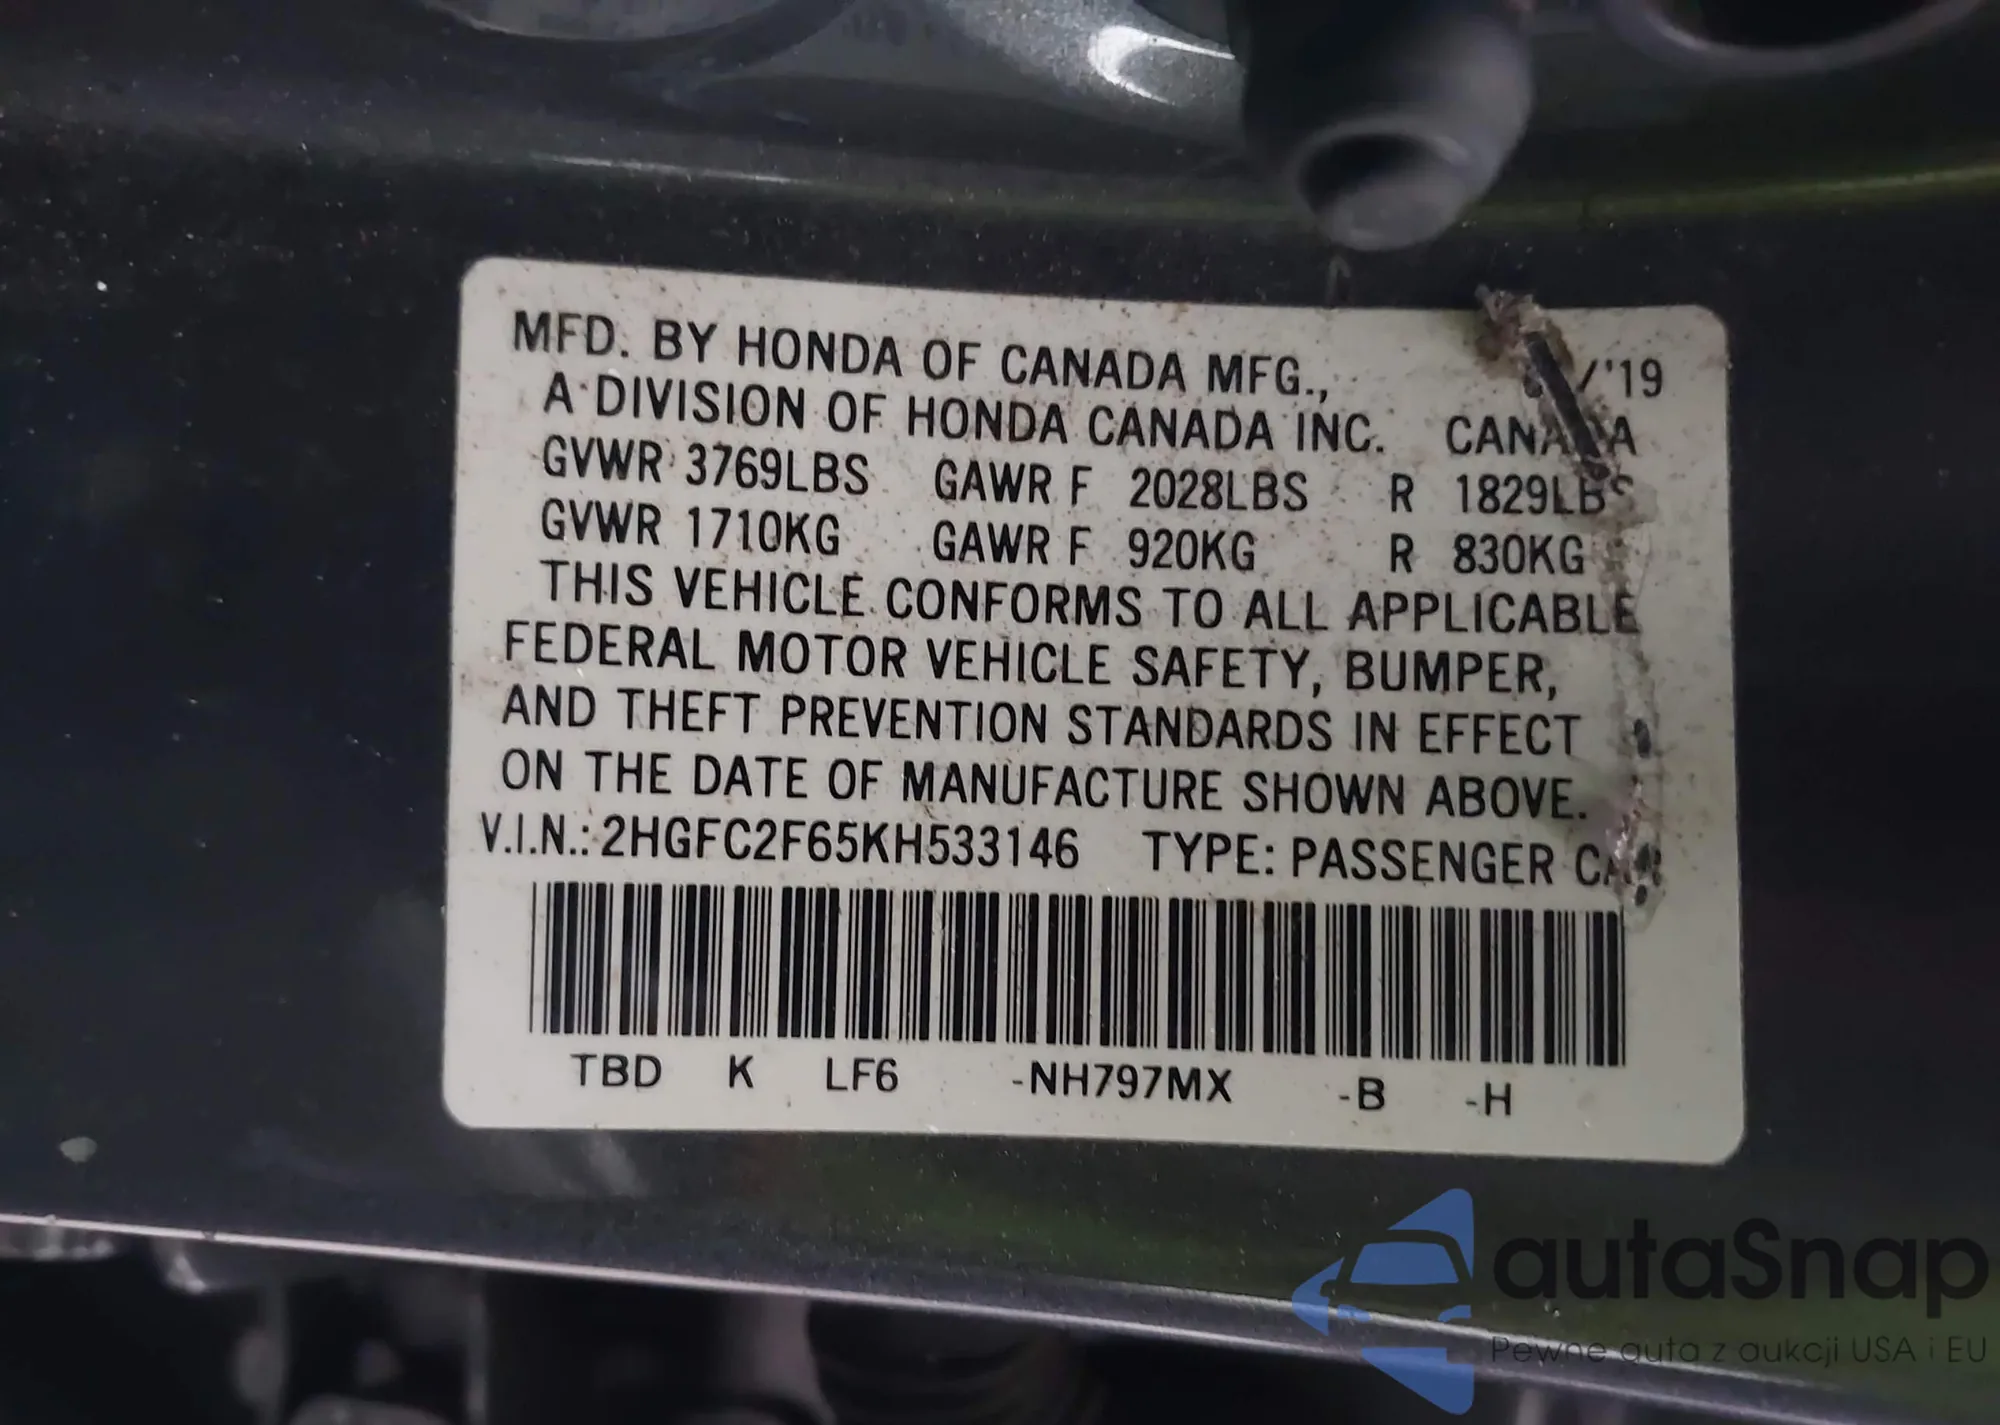 MFD. BY HONDA OF CANADA MFG., /'19
A DIVISION OF HONDA CANADA INC. CANADA
GVWR 3769LBS GAWR F 2028LBS R 1829LBS
GVWR 1710KG GAWR F 920KG R 830KG
THIS VEHICLE CONFORMS TO ALL APPLICABLE
FEDERAL MOTOR VEHICLE SAFETY, BUMPER,
AND THEFT PREVENTION STANDARDS IN EFFECT
ON THE DATE OF MANUFACTURE SHOWN ABOVE.
V.I.N.: 2HGFC2F65KH533146 TYPE: PASSENGER CAR
TBD K LF6 -NH797MX -B -H
autaSnap
Pewne auta z aukcji USA i EU